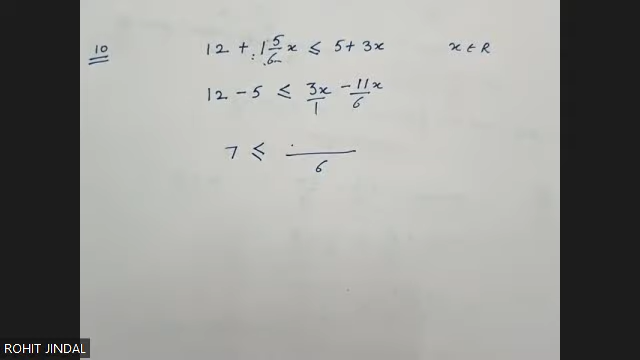 10
12 + 1 5/6 x ≤ 5 + 3x    x ∈ R
12 - 5 ≤ 3x/1 - 11x/6
7 ≤ ——/6
ROHIT JINDAL